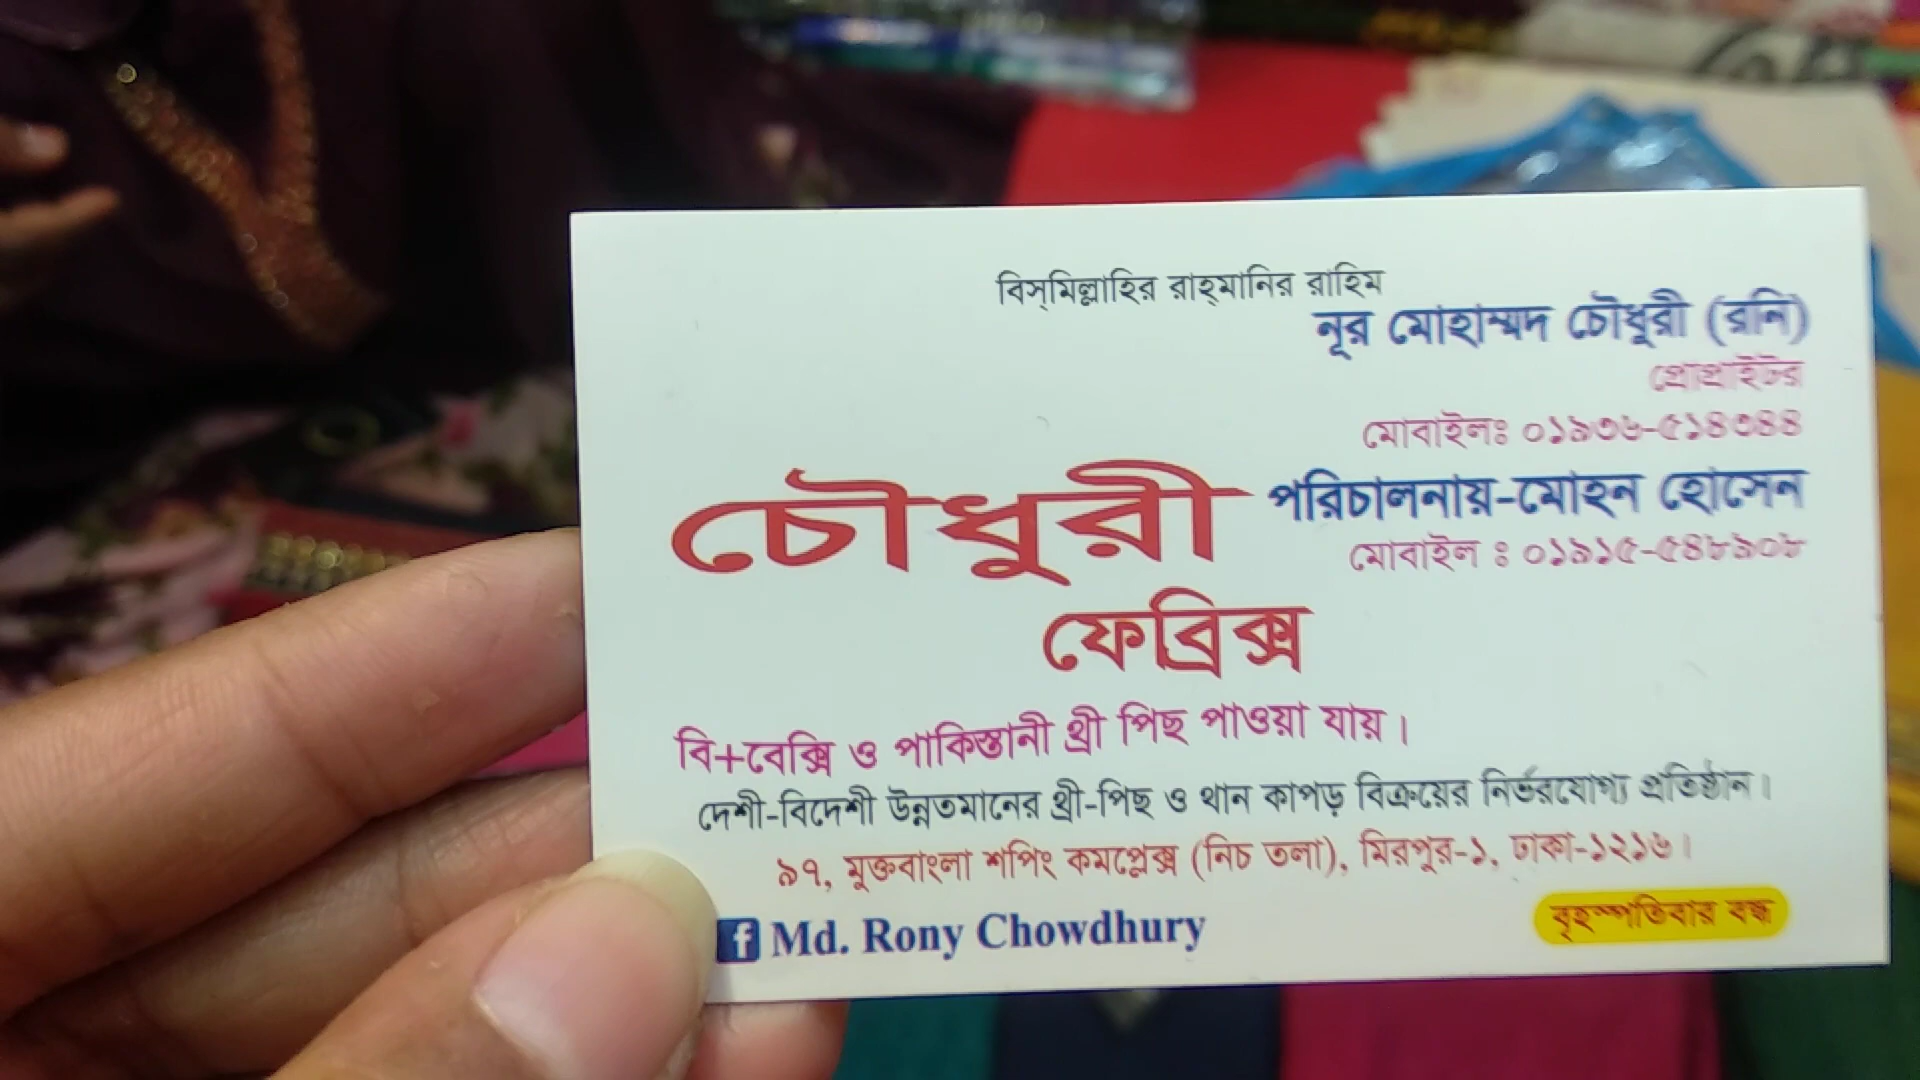 বিস্‌মিল্লাহির রাহ্‌মানির রাহিম
নূর মোহাম্মদ চৌধুরী (রনি)
প্রোপ্রাইটর
মোবাইলঃ ০১৯৩৬-৫১৪৩৪৪
চৌধুরী
পরিচালনায়-মোহন হোসেন
মোবাইল : ০১৯১৫-৫৪৮৯০৮
ফেব্রিক্স
বি+বেক্সি ও পাকিস্তানী থ্রী পিছ পাওয়া যায়।
দেশী-বিদেশী উন্নতমানের থ্রী-পিছ ও থান কাপড় বিক্রয়ের নির্ভরযোগ্য প্রতিষ্ঠান।
৯৭, মুক্তবাংলা শপিং কমপ্লেক্স (নিচ তলা), মিরপুর-১, ঢাকা-১২১৬।
f Md. Rony Chowdhury
বৃহস্পতিবার বন্ধ